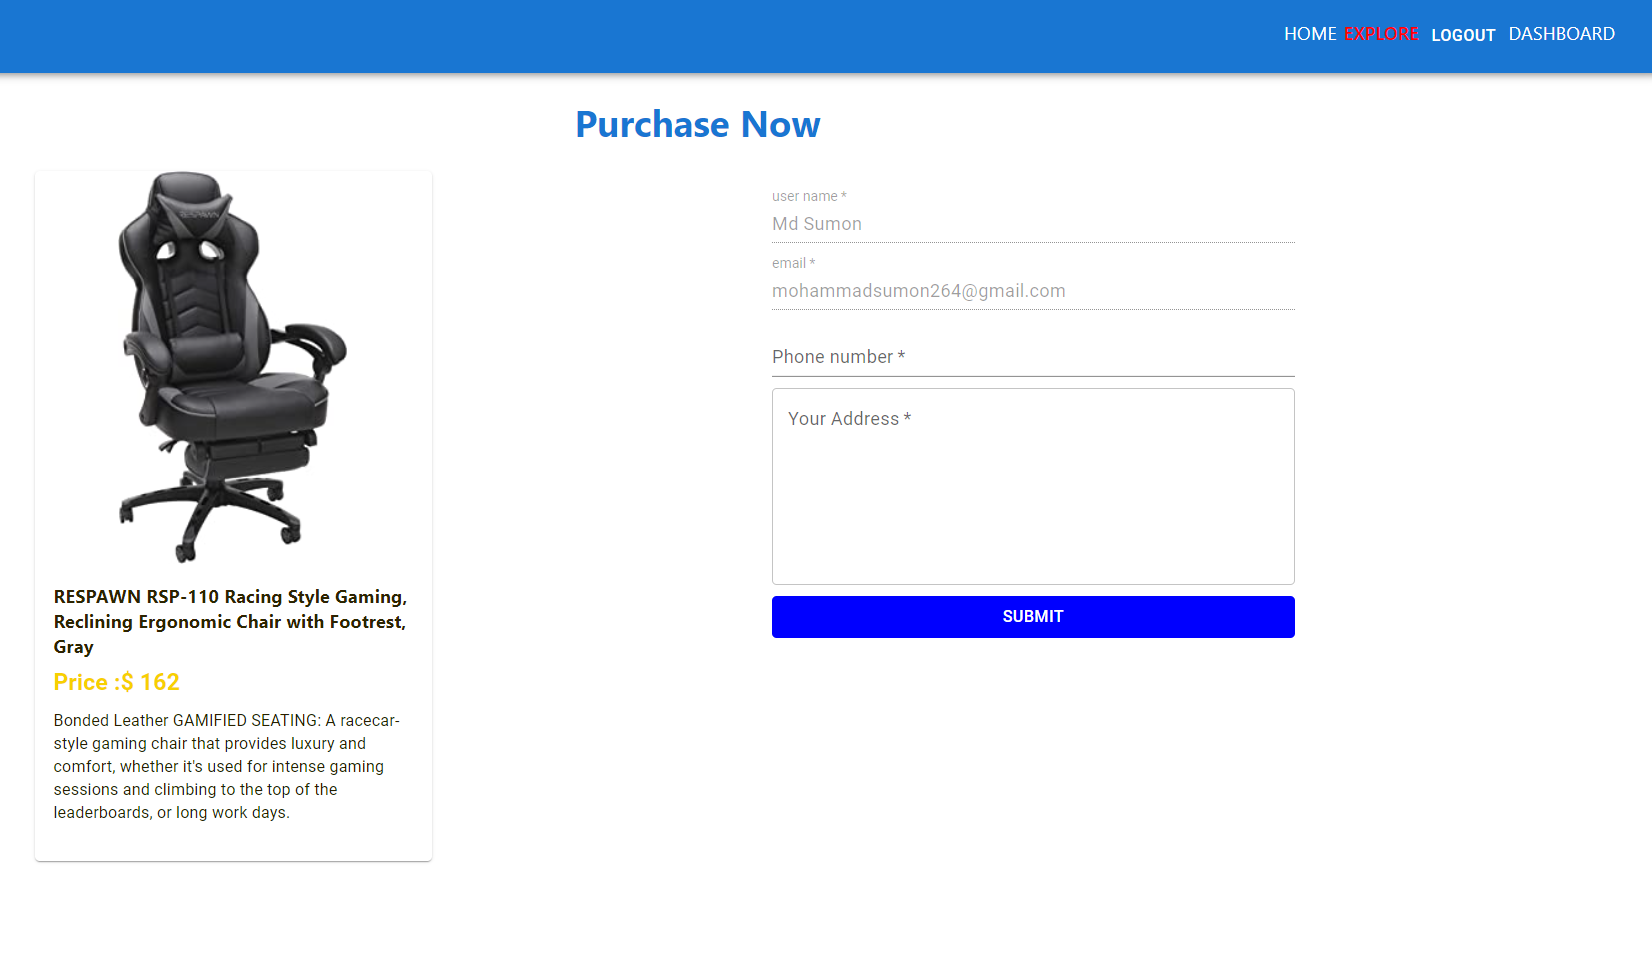 HOME EXPLORE LOGOUT DASHBOARD
Purchase Now
RESPAWN
RESPAWN RSP-110 Racing Style Gaming,
Reclining Ergonomic Chair with Footrest,
Gray
Price :$ 162
Bonded Leather GAMIFIED SEATING: A racecar-
style gaming chair that provides luxury and
comfort, whether it's used for intense gaming
sessions and climbing to the top of the
leaderboards, or long work days.
user name *
Md Sumon
email *
mohammadsumon264@gmail.com
Phone number *
Your Address *
SUBMIT